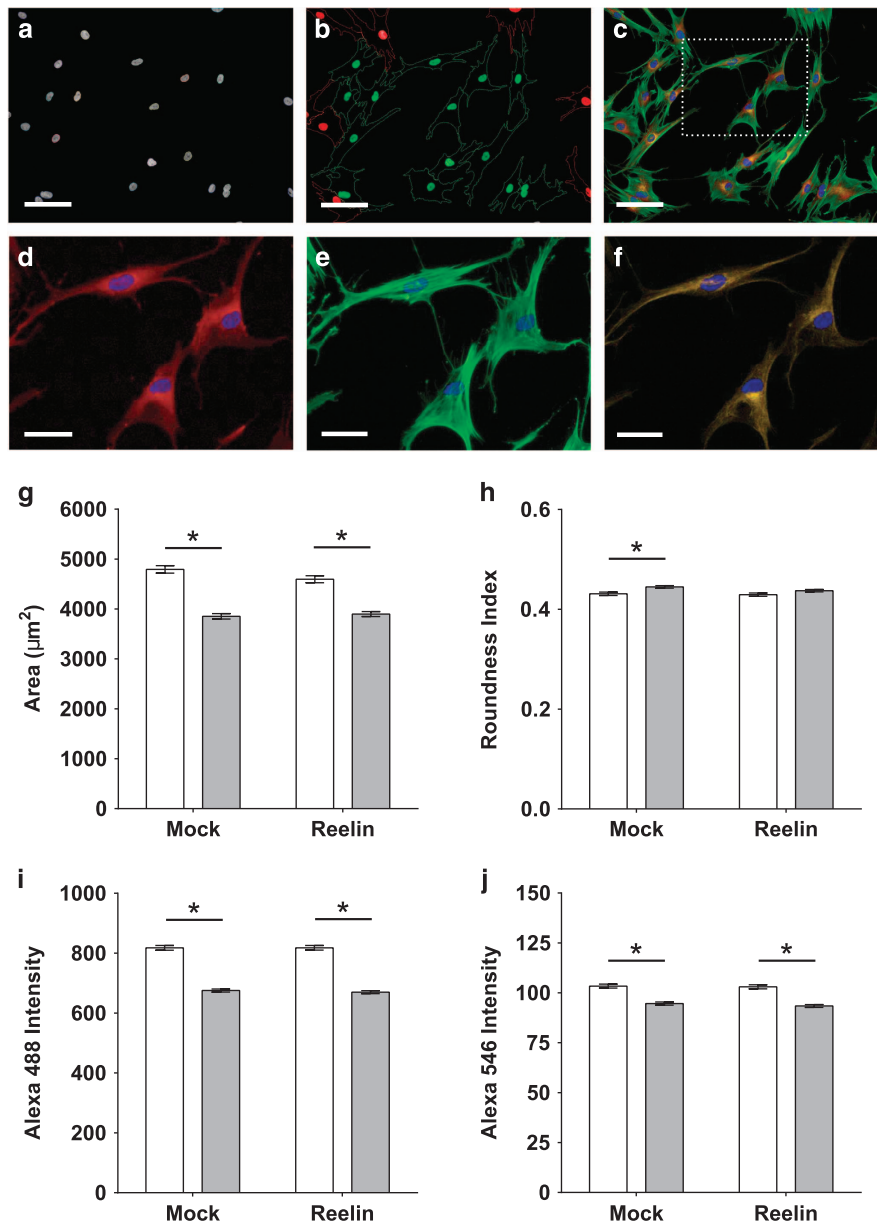 a
b
c
d
e
f
g
6000
5000
4000
3000
2000
1000
0
Area (µm²)
*
*
Mock
Reelin
h
0.6
0.4
0.2
0.0
Roundness Index
*
Mock
Reelin
i
1000
800
600
400
200
0
Alexa 488 Intensity
*
*
Mock
Reelin
j
150
125
100
75
50
25
0
Alexa 546 Intensity
*
*
Mock
Reelin